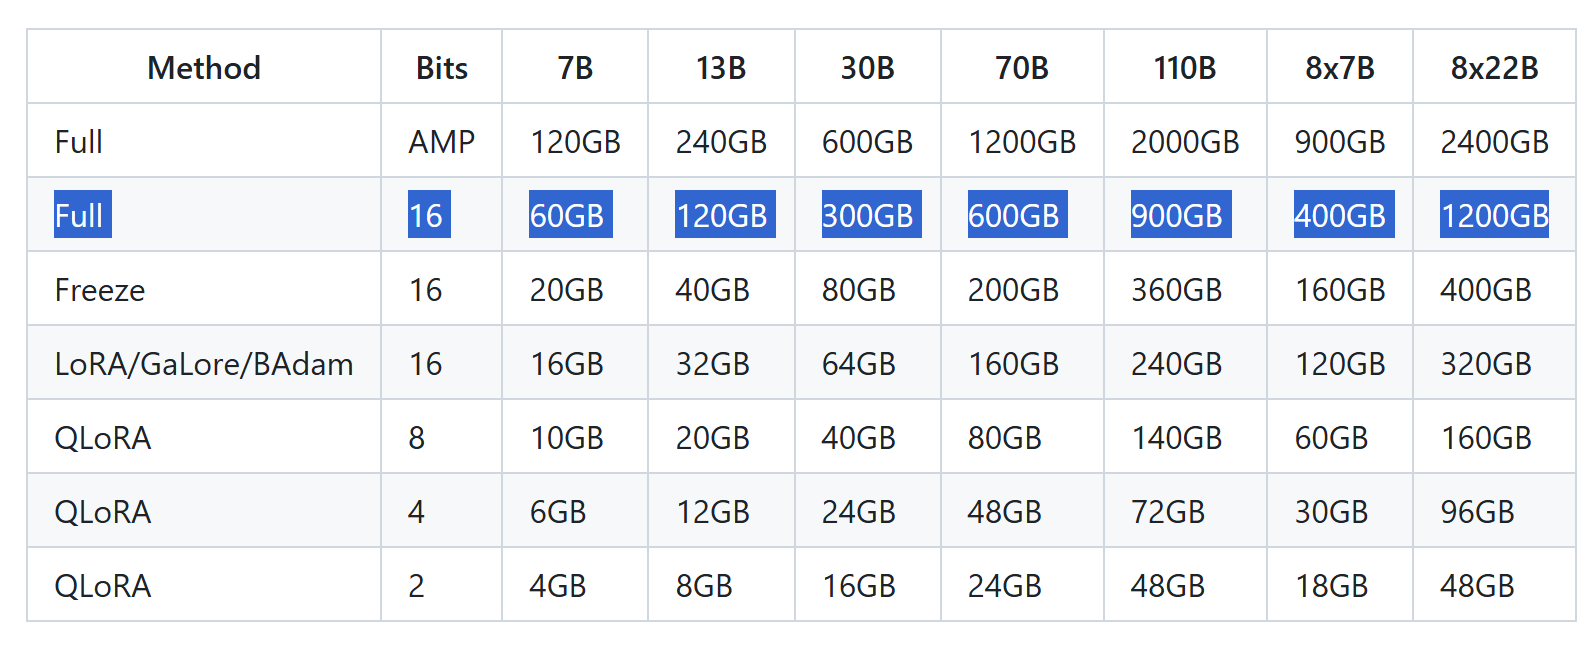 Method Bits 7B 13B 30B 70B 110B 8x7B 8x22B
Full AMP 120GB 240GB 600GB 1200GB 2000GB 900GB 2400GB
Full 16 60GB 120GB 300GB 600GB 900GB 400GB 1200GB
Freeze 16 20GB 40GB 80GB 200GB 360GB 160GB 400GB
LoRA/GaLore/BAdam 16 16GB 32GB 64GB 160GB 240GB 120GB 320GB
QLoRA 8 10GB 20GB 40GB 80GB 140GB 60GB 160GB
QLoRA 4 6GB 12GB 24GB 48GB 72GB 30GB 96GB
QLoRA 2 4GB 8GB 16GB 24GB 48GB 18GB 48GB